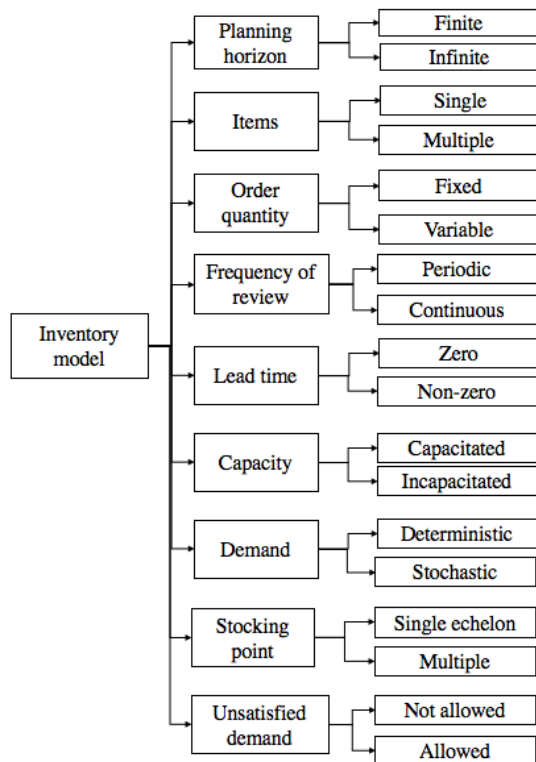 Planning
horizon
Finite
Infinite
Items
Single
Multiple
Order
quantity
Fixed
Variable
Frequency of
review
Periodic
Continuous
Inventory
model
Lead time
Zero
Non-zero
Capacity
Capacitated
Incapacitated
Demand
Deterministic
Stochastic
Stocking
point
Single echelon
Multiple
Unsatisfied
demand
Not allowed
Allowed